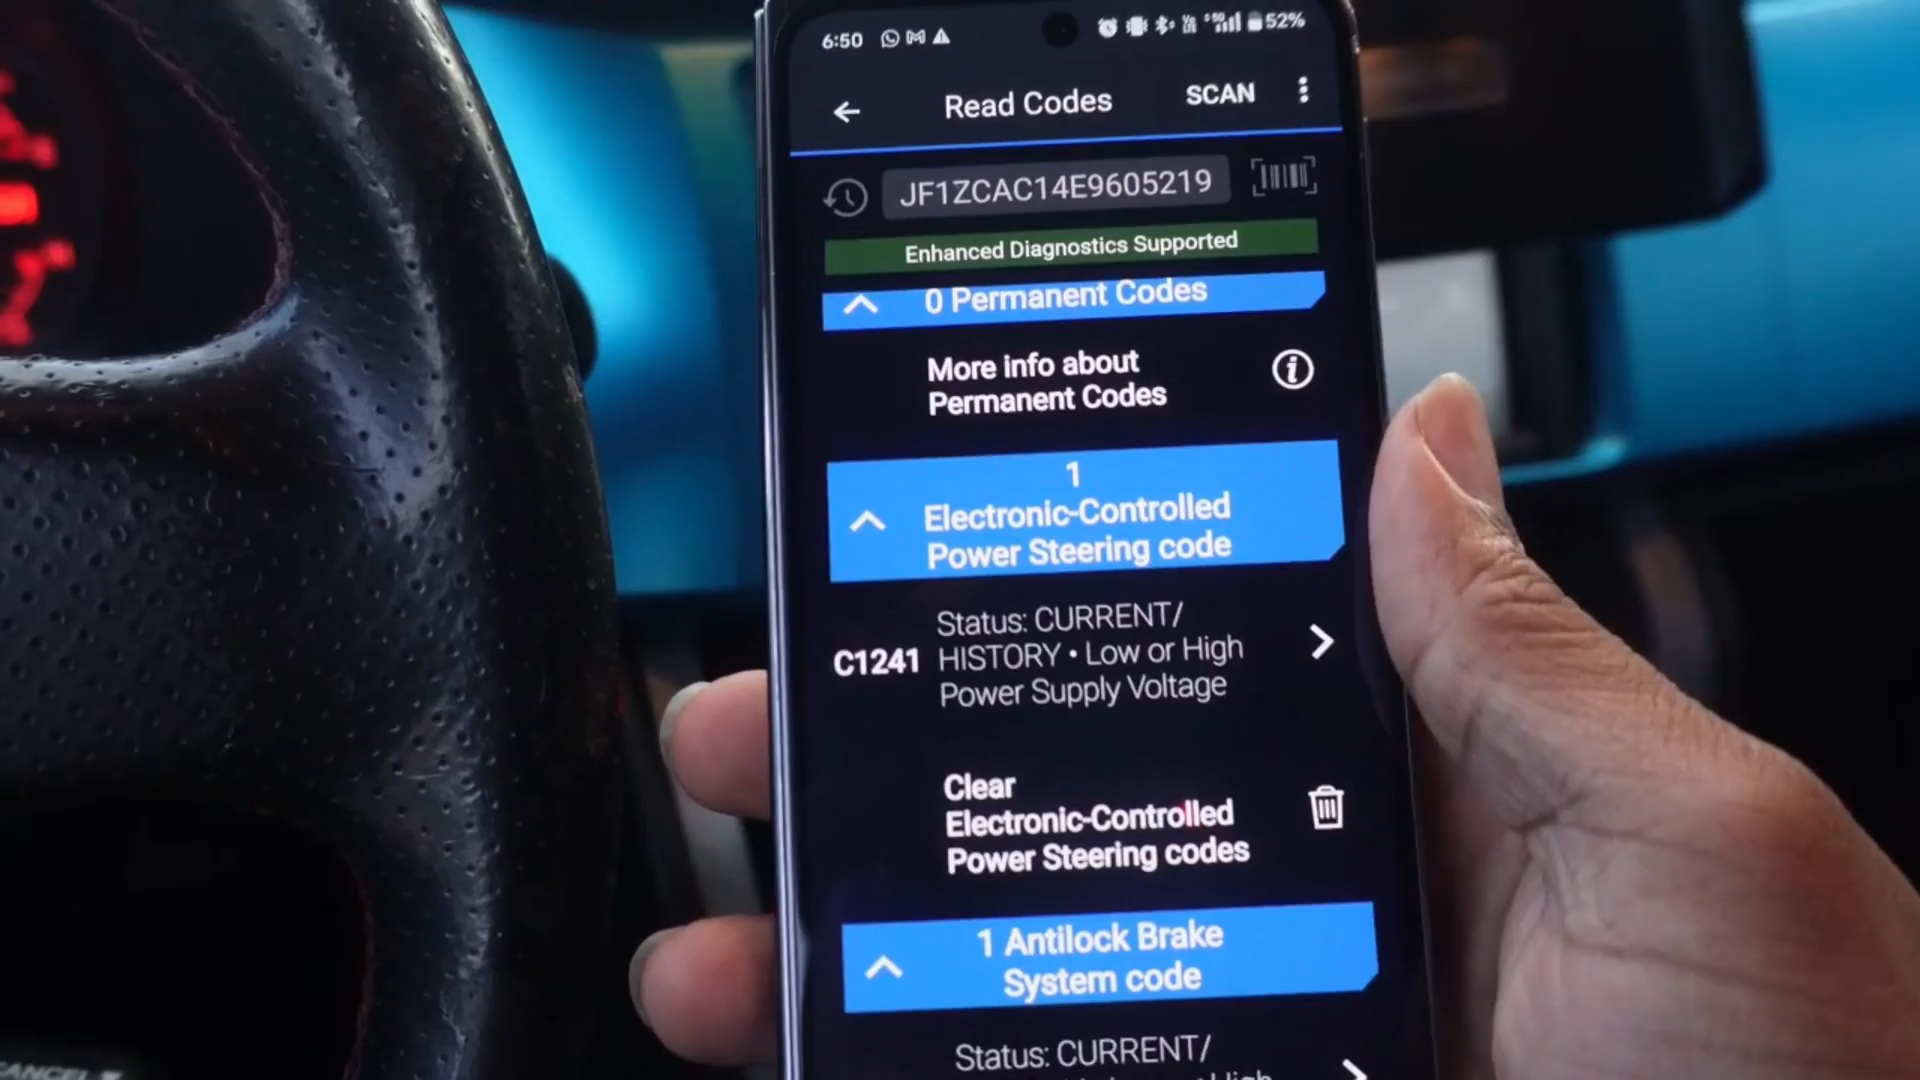 6:50
52%
Read Codes
SCAN
JF1ZCAC14E9605219
Enhanced Diagnostics Supported
0 Permanent Codes
More info about
Permanent Codes
1
Electronic-Controlled
Power Steering code
C1241
Status: CURRENT/
HISTORY • Low or High
Power Supply Voltage
Clear
Electronic-Controlled
Power Steering codes
1 Antilock Brake
System code
Status: CURRENT/
High
CANCEL